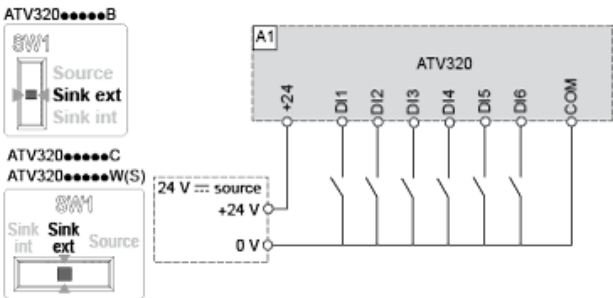 ATV320●●●●●B
SW1
Source
Sink ext
Sink int
ATV320●●●●●C
ATV320●●●●●W(S)
SW1
Sink int
Sink ext
Source
A1
ATV320
+24
DI1
DI2
DI3
DI4
DI5
DI6
COM
24 V ⎓ source
+24 V
0 V